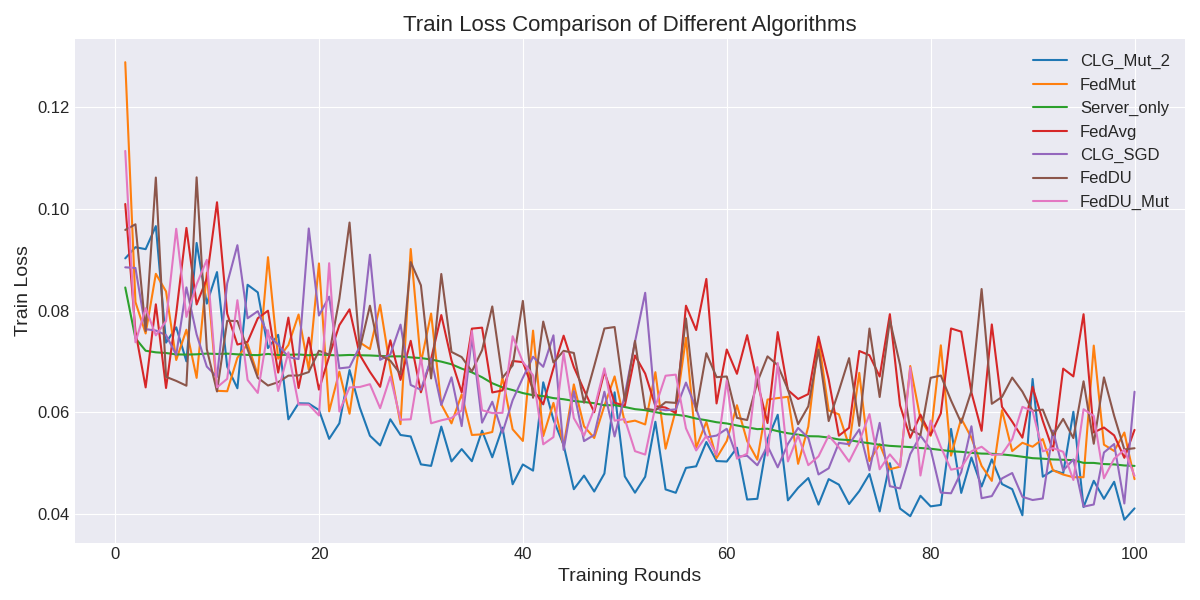 Train Loss Comparison of Different Algorithms
Train Loss
0.12
0.10
0.08
0.06
0.04
0
20
40
60
80
100
Training Rounds
CLG_Mut_2
FedMut
Server_only
FedAvg
CLG_SGD
FedDU
FedDU_Mut